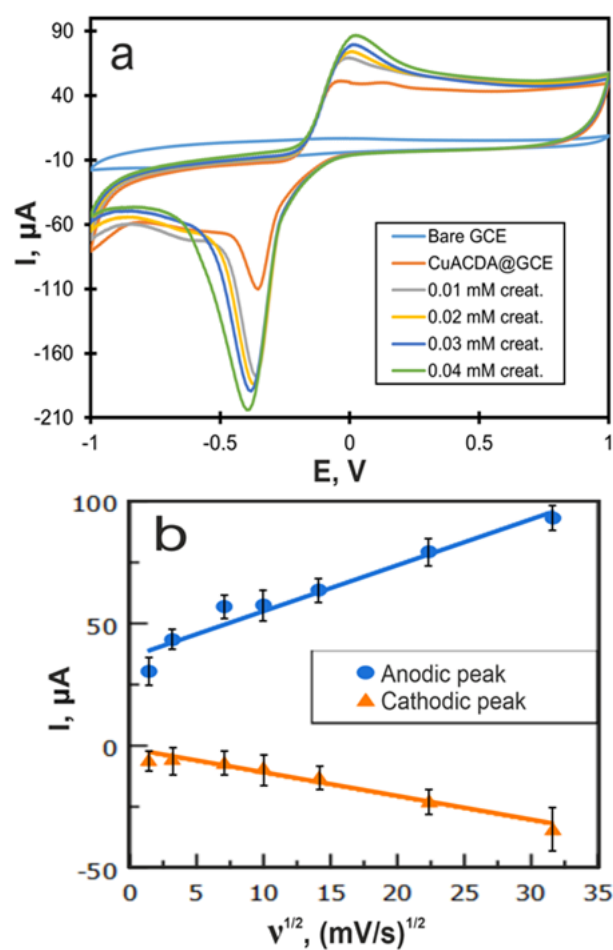 a
90
40
-10
-60
-110
-160
-210
I, µA
Bare GCE
CuACDA@GCE
0.01 mM creat.
0.02 mM creat.
0.03 mM creat.
0.04 mM creat.
-1 -0.5 0 0.5 1
E, V
b
100
50
0
-50
I, µA
Anodic peak
Cathodic peak
0 5 10 15 20 25 30 35
ν^1/2, (mV/s)^1/2